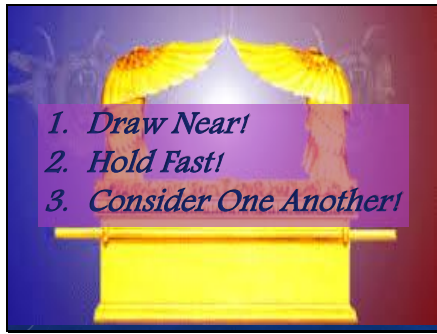 1. Draw Near!
2. Hold Fast!
3. Consider One Another!